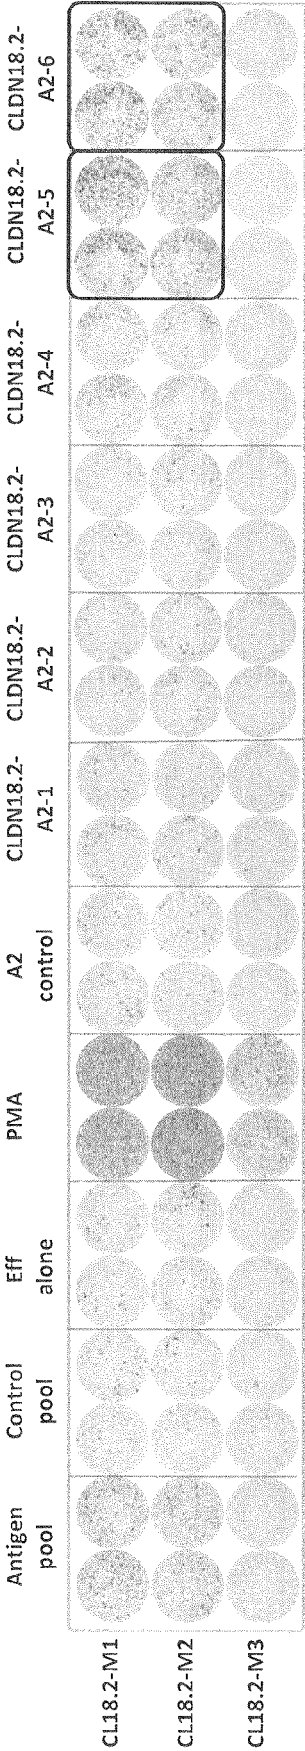 Antigen
pool
Control
pool
Eff
alone
PMA
A2
control
CLDN18.2-
A2-1
CLDN18.2-
A2-2
CLDN18.2-
A2-3
CLDN18.2-
A2-4
CLDN18.2-
A2-5
CLDN18.2-
A2-6
CL18.2-M1
CL18.2-M2
CL18.2-M3